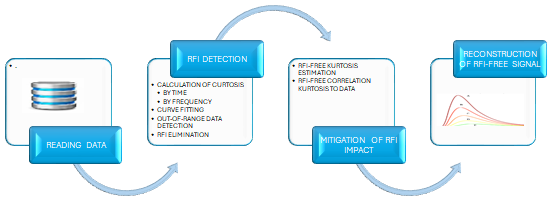 READING DATA
RFI DETECTION
• CALCULATION OF CURTOSIS
• BY TIME
• BY FREQUENCY
• CURVE FITTING
• OUT-OF-RANGE DATA
DETECTION
• RFI ELIMINATION
• RFI-FREE KURTOSIS
ESTIMATION
• RFI-FREE CORRELATION
KURTOSIS TO DATA
MITIGATION OF RFI
IMPACT
RECONSTRUCTION
OF RFI-FREE SIGNAL